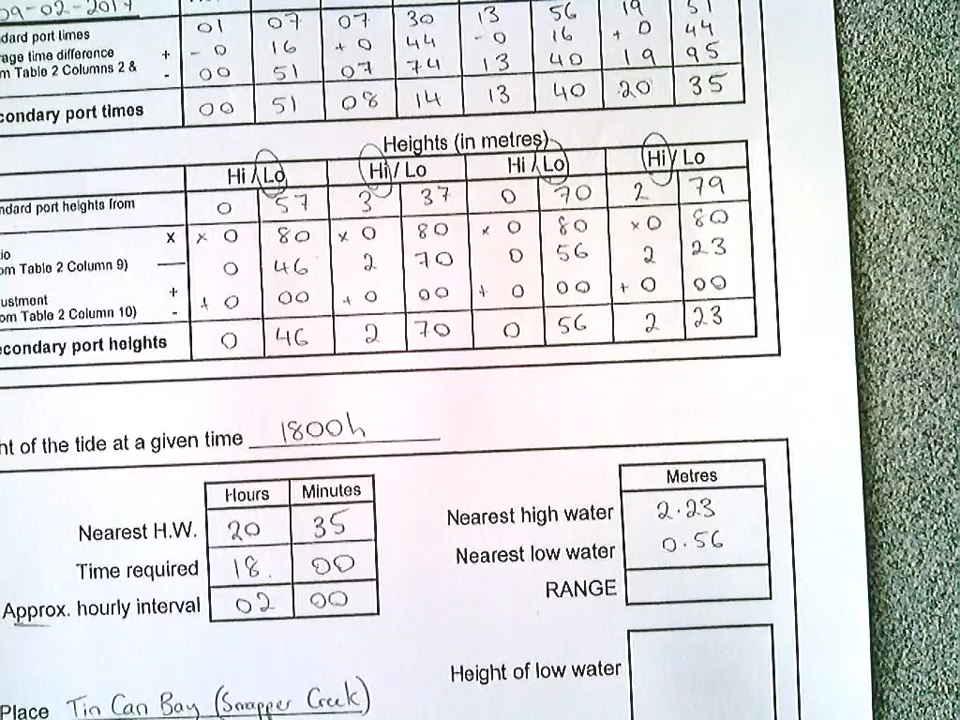 09-02-2017
dard port times 01 07 07 30 13 56 19 51
age time difference + - 0 16 + 0 44 - 0 16 + 0 44
m Table 2 Columns 2 & - 00 51 07 74 13 40 19 95
condary port times 00 51 08 14 13 40 20 35
Heights (in metres)
Hi / Lo Hi / Lo Hi / Lo Hi / Lo
ndard port heights from 0 57 3 37 0 70 2 79
X x 0 80 x 0 80 x 0 80 x 0 80
io
om Table 2 Column 9) 0 46 2 70 0 56 2 23
ustment + + 0 00 + 0 00 + 0 00 + 0 00
om Table 2 Column 10) -
econdary port heights 0 46 2 70 0 56 2 23
ht of the tide at a given time 1800h
Hours Minutes
Metres
Nearest H.W. 20 35
Nearest high water 2.23
Time required 18. 00
Nearest low water 0.56
Approx. hourly interval 02 00
RANGE
Height of low water
Place Tin Can Bay (Snapper Creek)